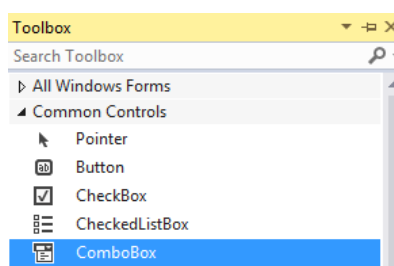 Toolbox
Search Toolbox
All Windows Forms
Common Controls
Pointer
Button
CheckBox
CheckedListBox
ComboBox